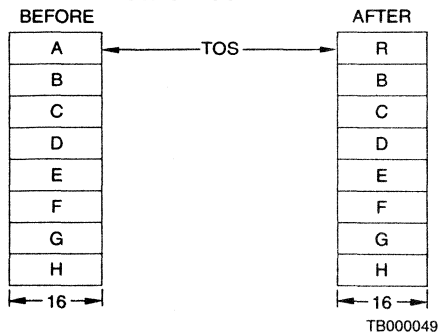 BEFORE AFTER
A TOS R
B B
C C
D D
E E
F F
G G
H H
16 16
TB000049